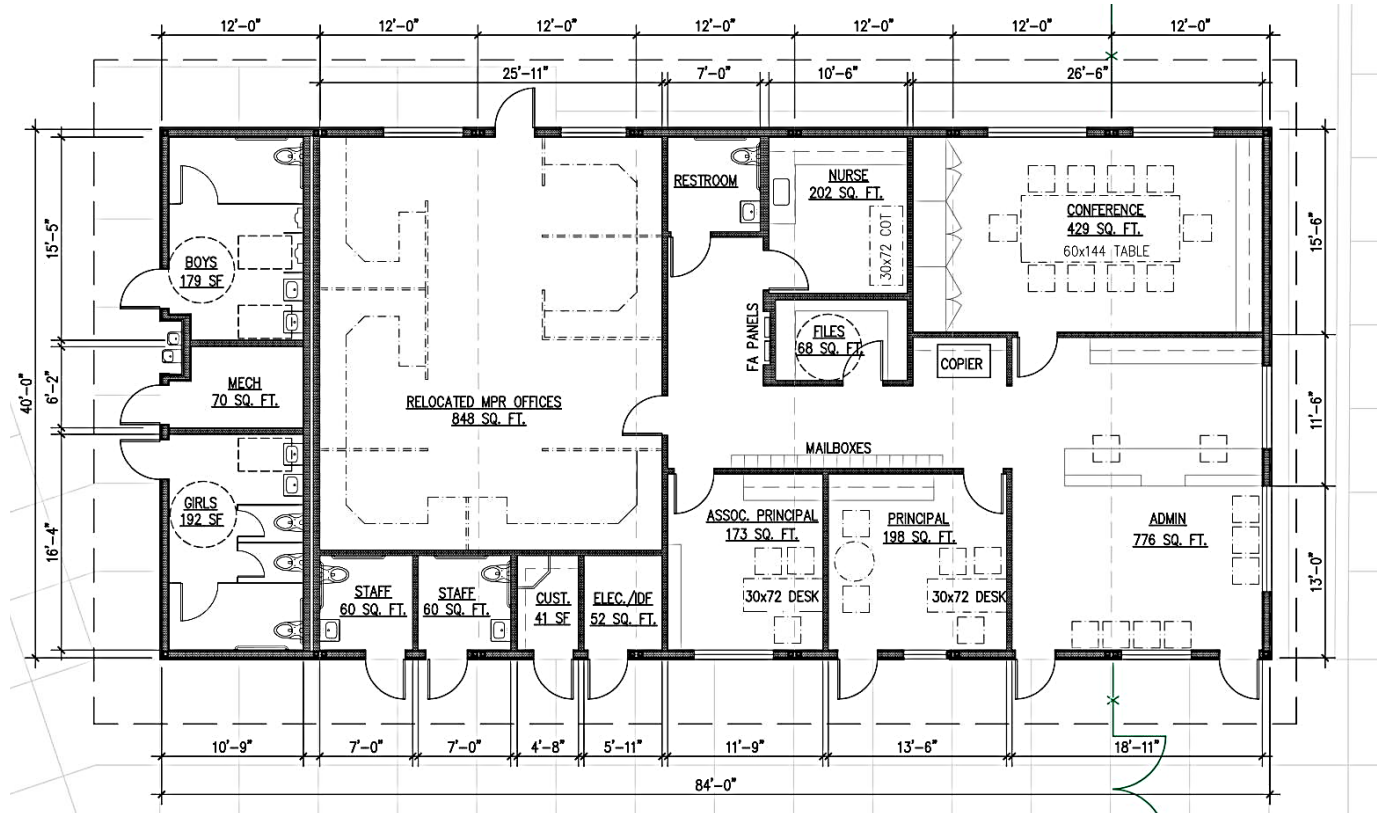 12'-0" 12'-0" 12'-0" 12'-0" 12'-0" 12'-0" 12'-0"
25'-11" 7'-0" 10'-6" 26'-6"
40'-0"
15'-5"
6'-2"
16'-4"
BOYS
179 SF
MECH
70 SQ. FT.
GIRLS
192 SF
RELOCATED MPR OFFICES
848 SQ. FT.
RESTROOM
NURSE
202 SQ. FT.
30x72 COT
CONFERENCE
429 SQ. FT.
60x144 TABLE
FA PANELS
FILES
68 SQ. FT.
COPIER
MAILBOXES
STAFF
60 SQ. FT.
STAFF
60 SQ. FT.
CUST.
41 SF
ELEC./IDF
52 SQ. FT.
ASSOC. PRINCIPAL
173 SQ. FT.
30x72 DESK
PRINCIPAL
198 SQ. FT.
30x72 DESK
ADMIN
776 SQ. FT.
15'-6"
11'-6"
13'-0"
10'-9" 7'-0" 7'-0" 4'-8" 5'-11" 11'-9" 13'-6" 18'-11"
84'-0"